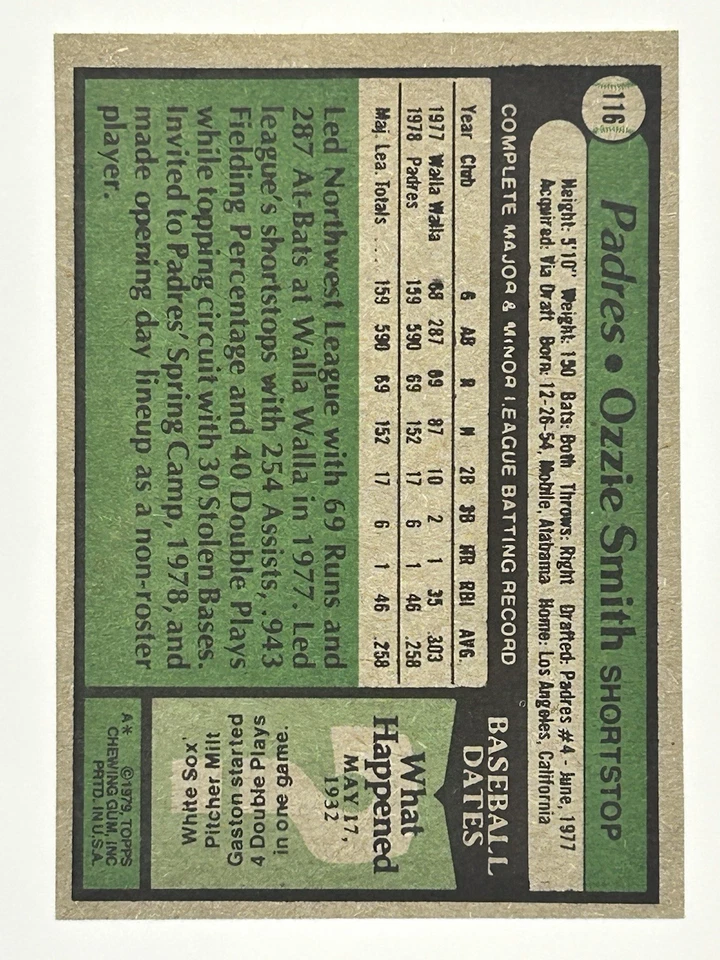 116
Padres • Ozzie Smith SHORTSTOP
Height: 5'10" Weight: 150 Bats: Both Throws: Right Drafted: Padres #4 - June, 1977
Acquired: Via Draft Born: 12-26-54, Mobile, Alabama Home: Los Angeles, California
COMPLETE MAJOR & MINOR LEAGUE BATTING RECORD
Year Club G AB R H 2B 3B HR RBI AVG.
1977 Walla Walla 68 287 69 87 10 2 1 35 .303
1978 Padres 159 590 69 152 17 6 1 46 .258
Maj. Lea. Totals .... 159 590 69 152 17 6 1 46 .258
Led Northwest League with 69 Runs and
287 At-Bats at Walla Walla in 1977. Led
league's shortstops with 254 Assists, .943
Fielding Percentage and 40 Double Plays
while topping circuit with 30 Stolen Bases.
Invited to Padres' Spring Camp, 1978, and
made opening day lineup as a non-roster
player.
BASEBALL
DATES
What
Happened
MAY 17,
1932
?
White Sox'
Pitcher Milt
Gaston started
4 Double Plays
in one game.
A* ©1979, TOPPS
CHEWING GUM, INC
PRTD. IN U.S.A.